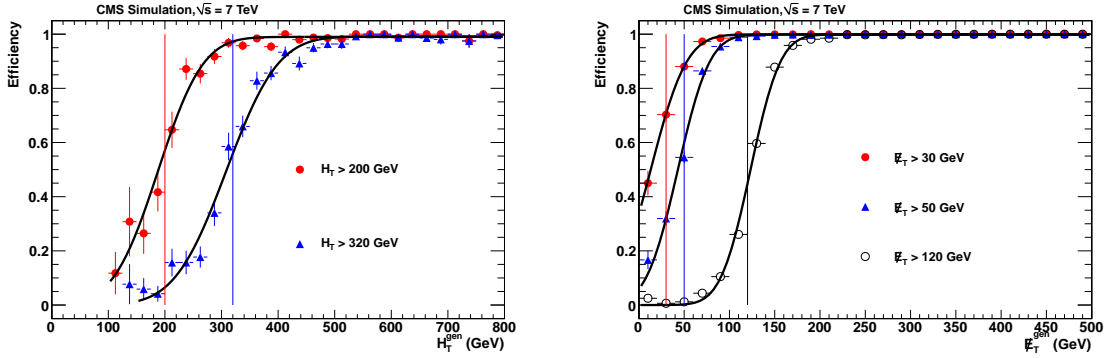 CMS Simulation, √s = 7 TeV
Efficiency
1
0.8
0.6
0.4
0.2
0
H_T > 200 GeV
H_T > 320 GeV
0 100 200 300 400 500 600 700 800
H_T^gen (GeV)
CMS Simulation, √s = 7 TeV
Efficiency
1
0.8
0.6
0.4
0.2
0
E̸_T > 30 GeV
E̸_T > 50 GeV
E̸_T > 120 GeV
0 50 100 150 200 250 300 350 400 450 500
E̸_T^gen (GeV)